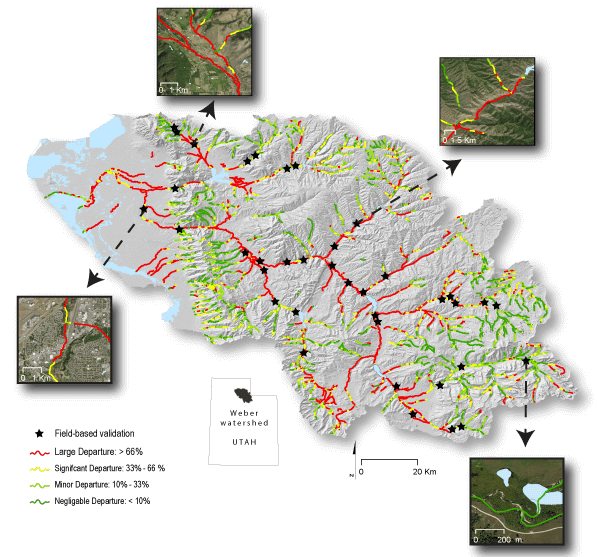 0 1 Km
0 1.5 Km
0 1 Km
Weber
watershed
UTAH
Field-based validation
Large Departure: > 66%
Signifcant Departure: 33% - 66 %
Minor Departure: 10% - 33%
Negligable Departure: < 10%
N
0 20 Km
0 200 m.